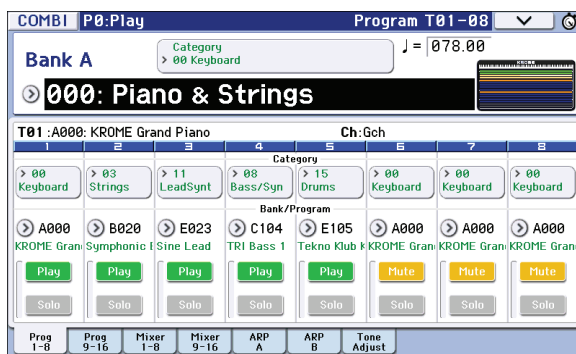 COMBI P0:Play Program T01-08
Bank A
Category
00 Keyboard
♩ = 078.00
KROME
000: Piano & Strings
T01 :A000: KROME Grand Piano Ch:Gch
1 2 3 4 5 6 7 8
Category
00 Keyboard
03 Strings
11 LeadSynt
08 Bass/Syn
15 Drums
00 Keyboard
00 Keyboard
00 Keyboard
Bank/Program
A000 B020 E023 C104 E105 A000 A000 A000
KROME Gran Symphonic Sine Lead TRI Bass 1 Tekno Klub KROME Gran KROME Gran KROME Gran
Play Play Play Play Play Mute Mute Mute
Solo Solo Solo Solo Solo Solo Solo Solo
Prog 1-8
Prog 9-16
Mixer 1-8
Mixer 9-16
ARP A
ARP B
Tone Adjust